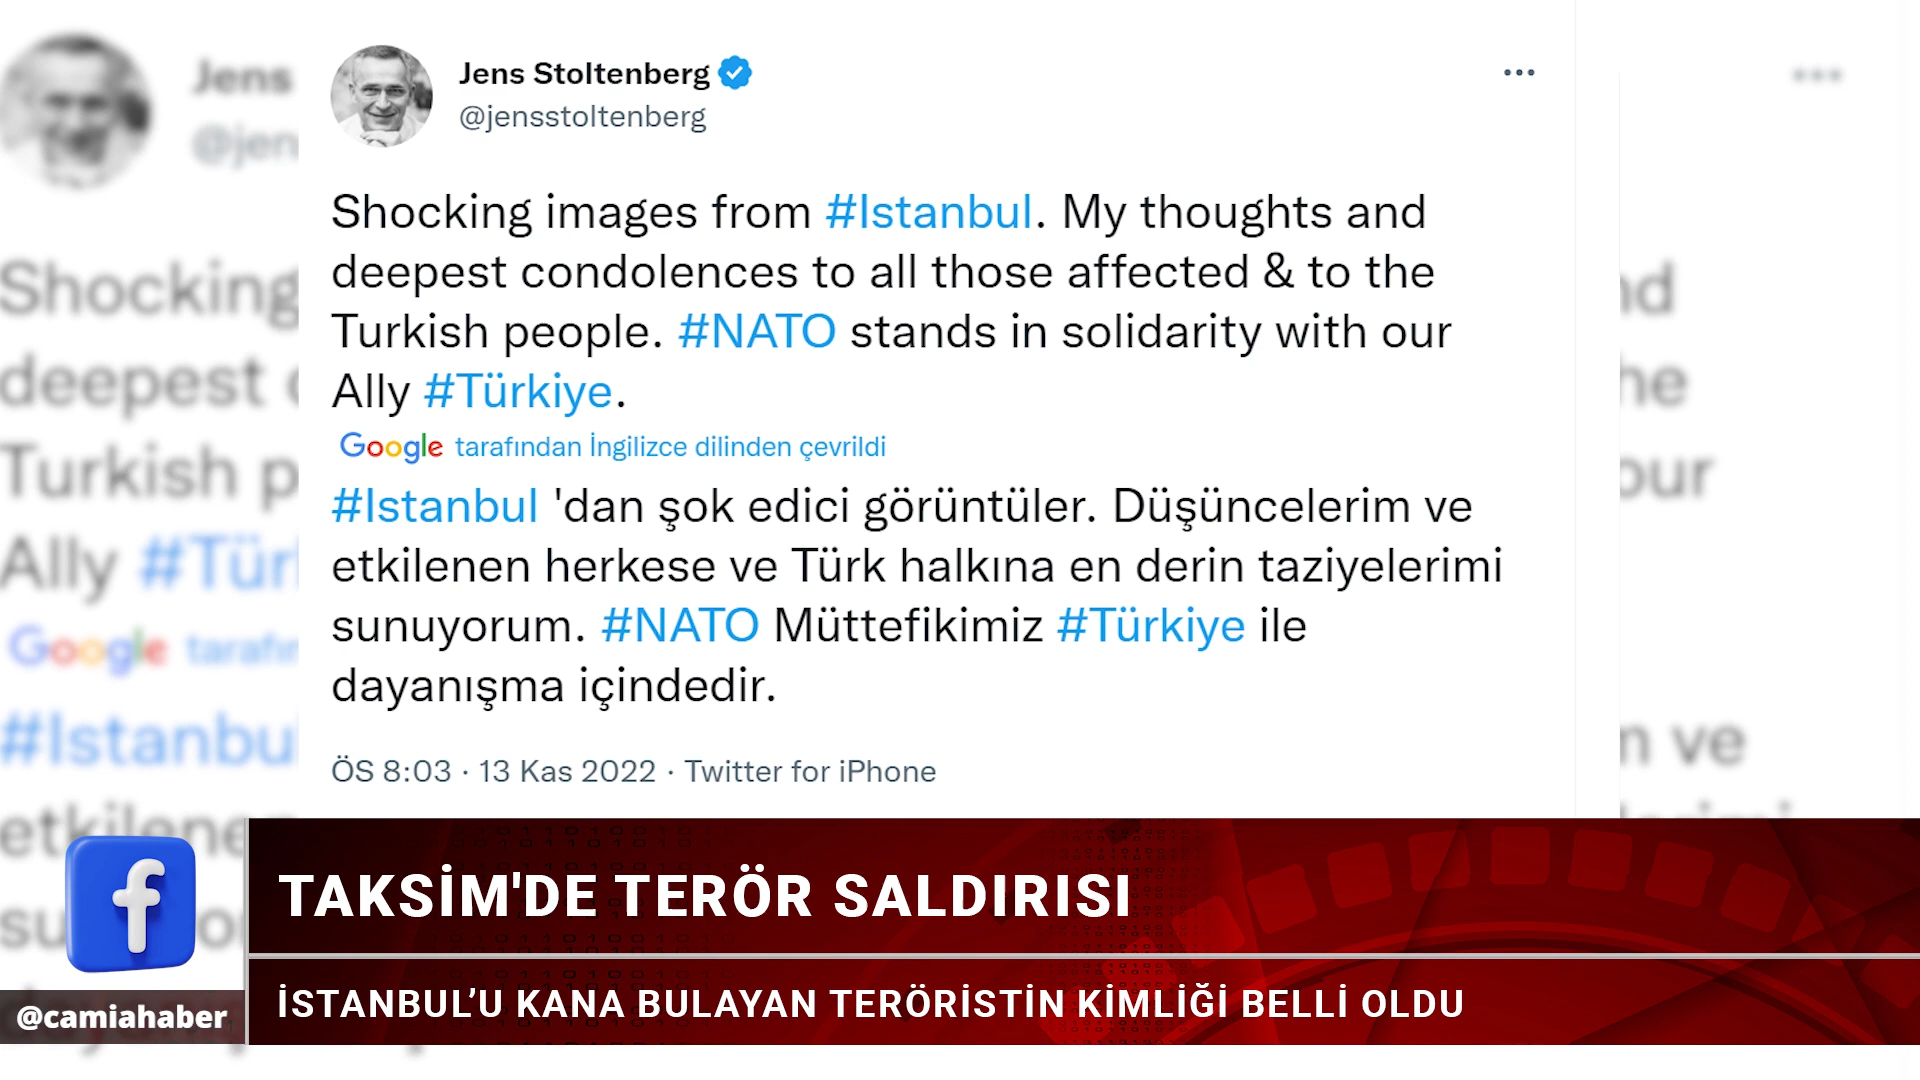 Jens Stoltenberg
@jensstoltenberg
Shocking images from #Istanbul. My thoughts and
deepest condolences to all those affected & to the
Turkish people. #NATO stands in solidarity with our
Ally #Türkiye.
Google tarafından İngilizce dilinden çevrildi
#Istanbul 'dan şok edici görüntüler. Düşüncelerim ve
etkilenen herkese ve Türk halkına en derin taziyelerimi
sunuyorum. #NATO Müttefikimiz #Türkiye ile
dayanışma içindedir.
ÖS 8:03 · 13 Kas 2022 · Twitter for iPhone
TAKSİM'DE TERÖR SALDIRISI
İSTANBUL’U KANA BULAYAN TERÖRİSTİN KİMLİĞİ BELLİ OLDU
@camiahaber